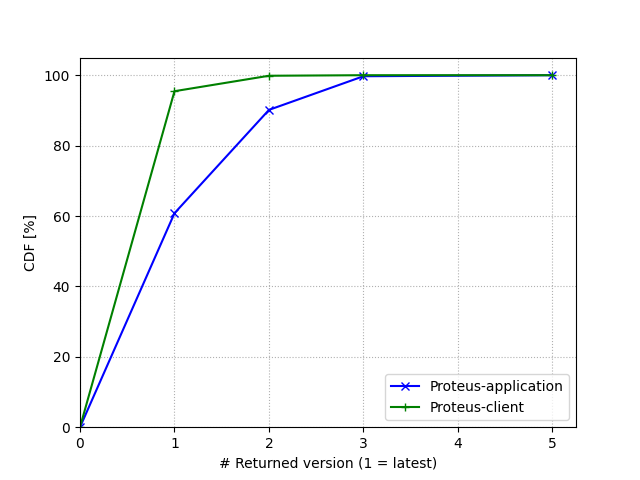 100
80
60
40
20
0
CDF [%]
0 1 2 3 4 5
# Returned version (1 = latest)
Proteus-application
Proteus-client